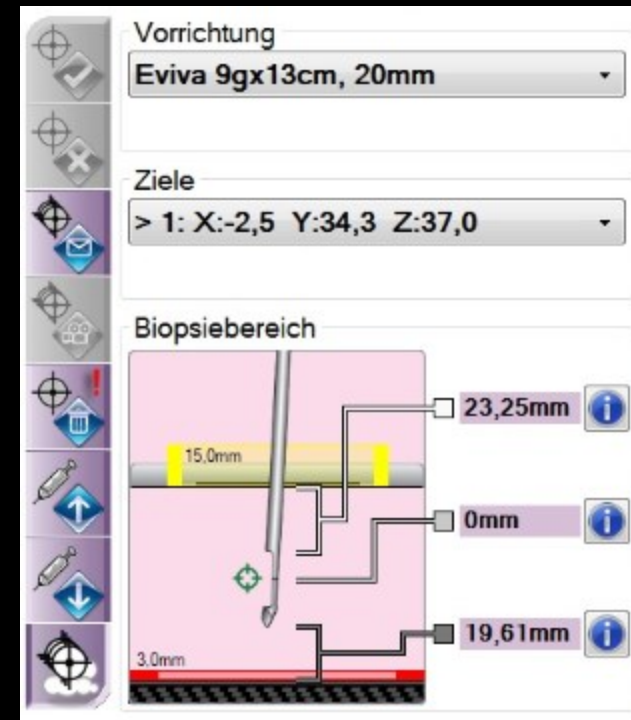 Vorrichtung
Eviva 9gx13cm, 20mm
Ziele
> 1: X:-2,5 Y:34,3 Z:37,0
Biopsiebereich
23,25mm
15,0mm
0mm
19,61mm
3,0mm